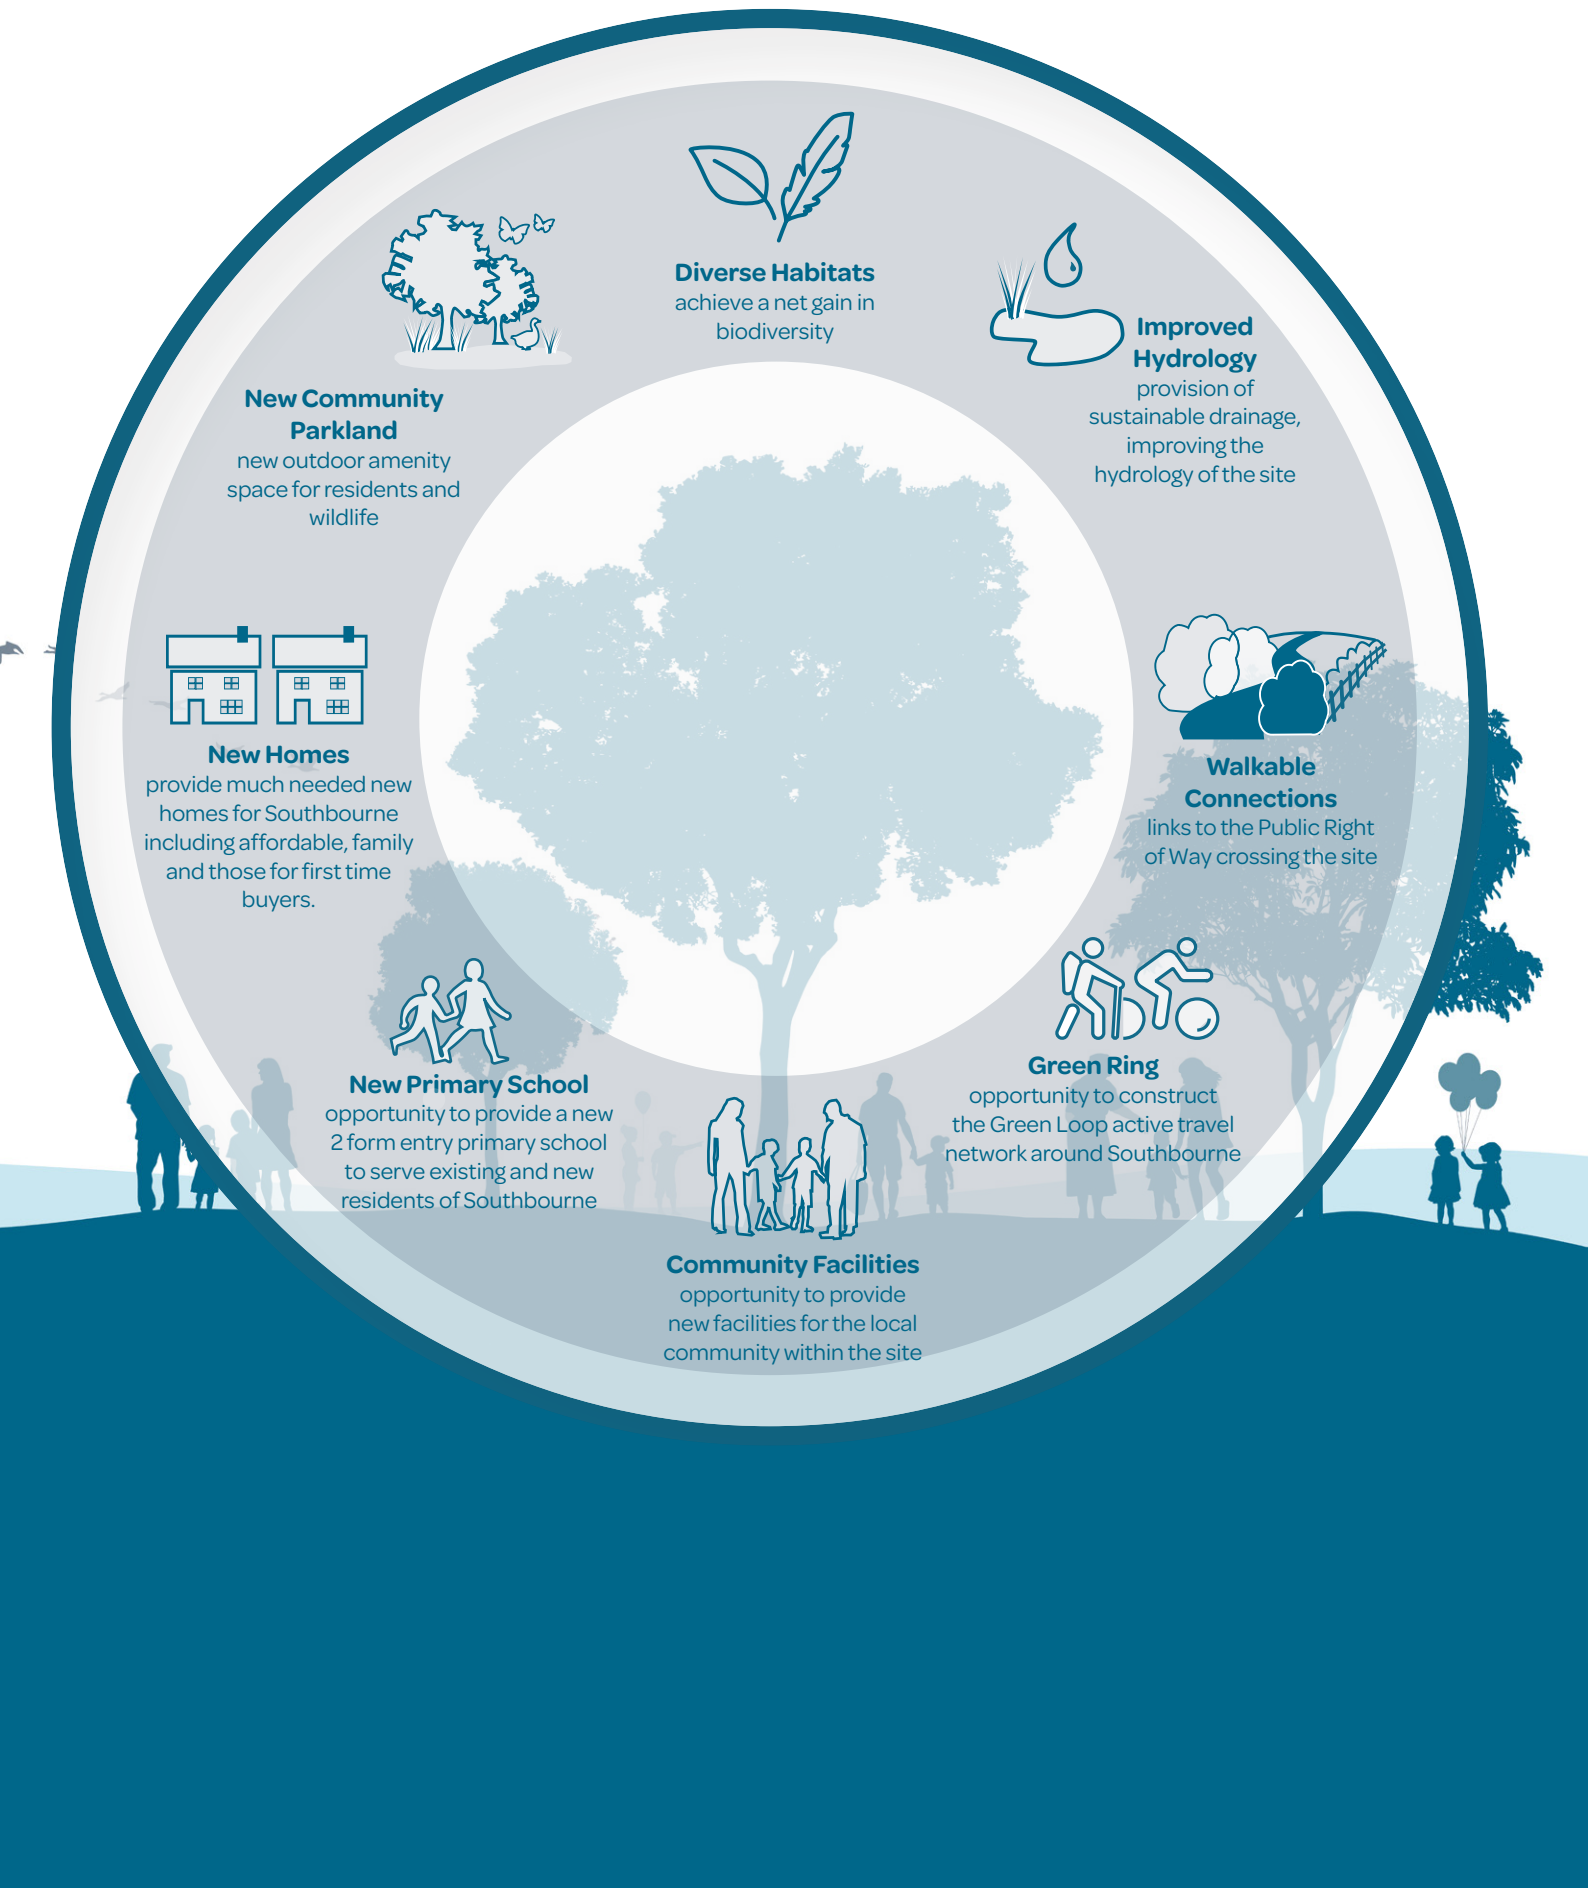 Diverse Habitats
achieve a net gain in
biodiversity
Improved
Hydrology
provision of
sustainable drainage,
improving the
hydrology of the site
Walkable
Connections
links to the Public Right
of Way crossing the site
Green Ring
opportunity to construct
the Green Loop active travel
network around Southbourne
Community Facilities
opportunity to provide
new facilities for the local
community within the site
New Primary School
opportunity to provide a new
2 form entry primary school
to serve existing and new
residents of Southbourne
New Homes
provide much needed new
homes for Southbourne
including affordable, family
and those for first time
buyers.
New Community
Parkland
new outdoor amenity
space for residents and
wildlife